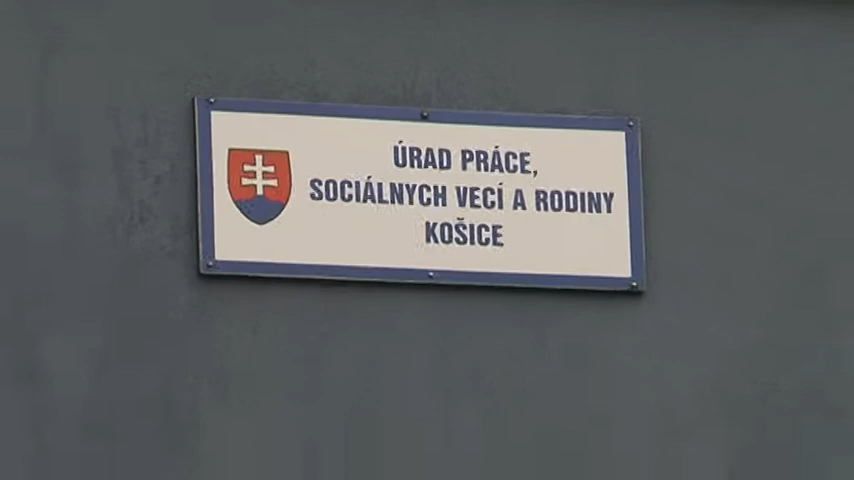 ÚRAD PRÁCE,
SOCIÁLNYCH VECÍ A RODINY
KOŠICE